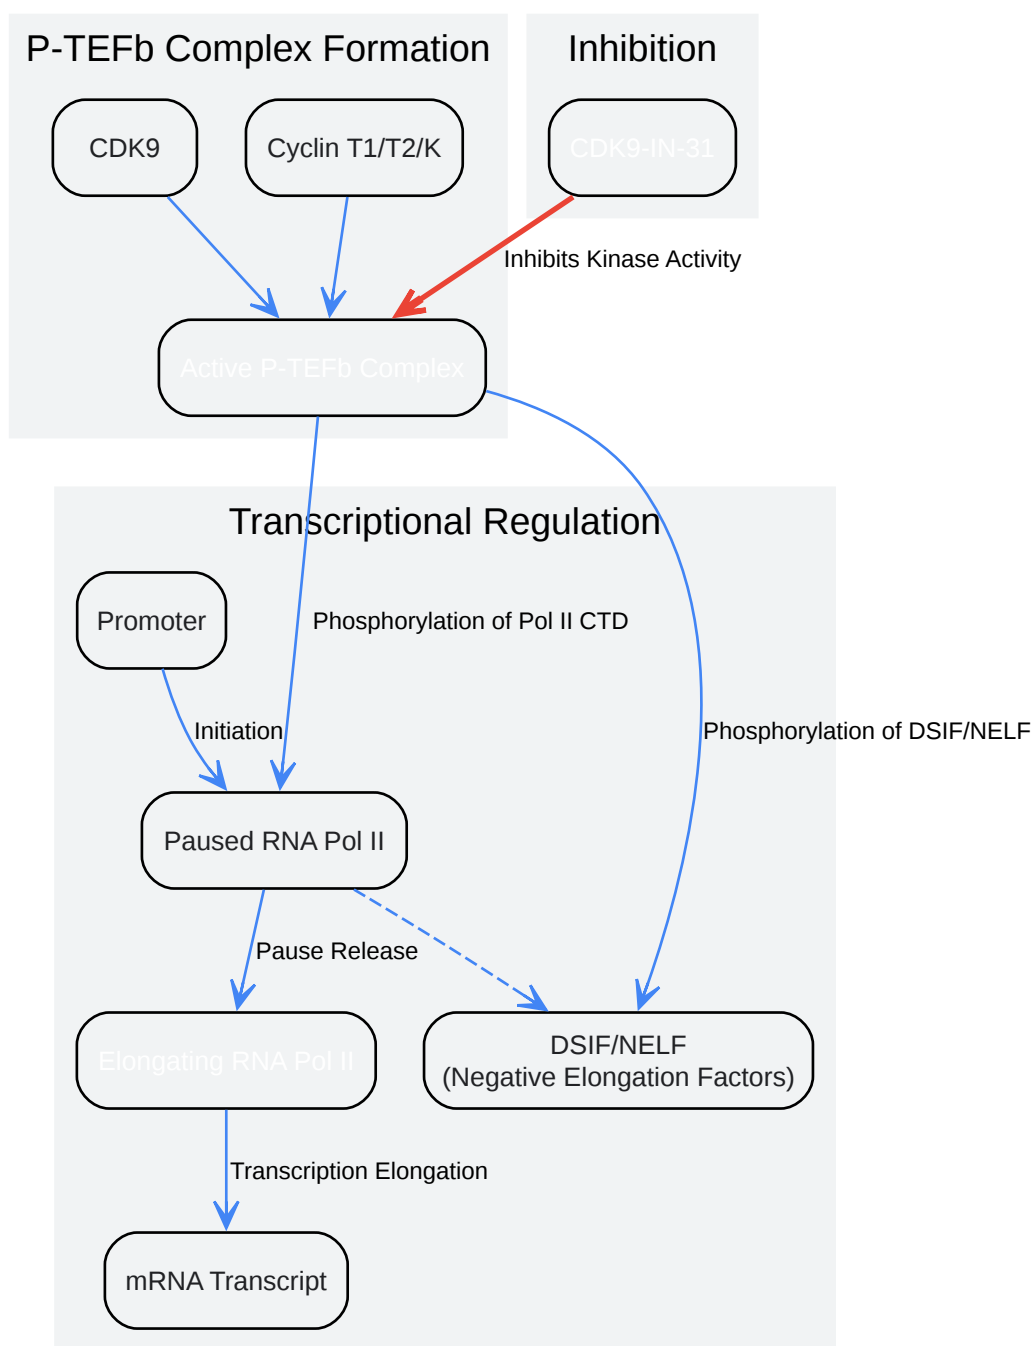 P-TEFb Complex Formation
Inhibition
CDK9
Cyclin T1/T2/K
CDK9-IN-31
Inhibits Kinase Activity
Active P-TEFb Complex
Transcriptional Regulation
Promoter
Phosphorylation of Pol II CTD
Initiation
Phosphorylation of DSIF/NELF
Paused RNA Pol II
Pause Release
Elongating RNA Pol II
DSIF/NELF
(Negative Elongation Factors)
Transcription Elongation
mRNA Transcript